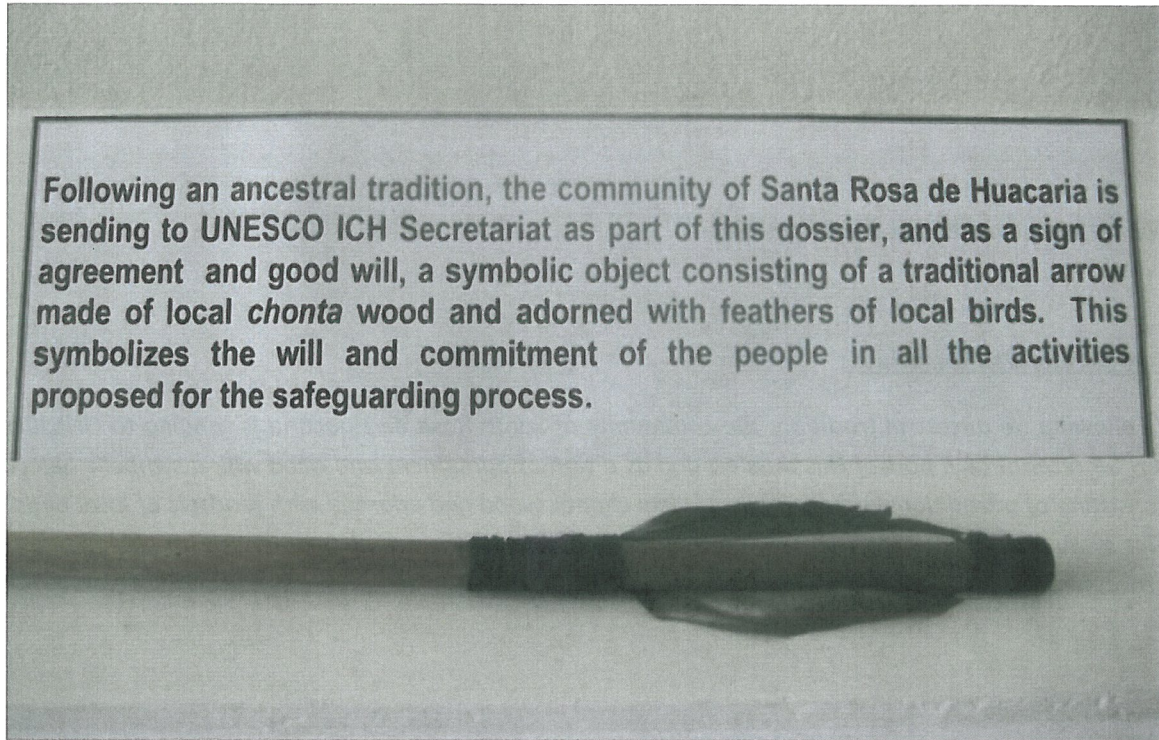 Following an ancestral tradition, the community of Santa Rosa de Huacaria is
sending to UNESCO ICH Secretariat as part of this dossier, and as a sign of
agreement and good will, a symbolic object consisting of a traditional arrow
made of local chonta wood and adorned with feathers of local birds. This
symbolizes the will and commitment of the people in all the activities
proposed for the safeguarding process.